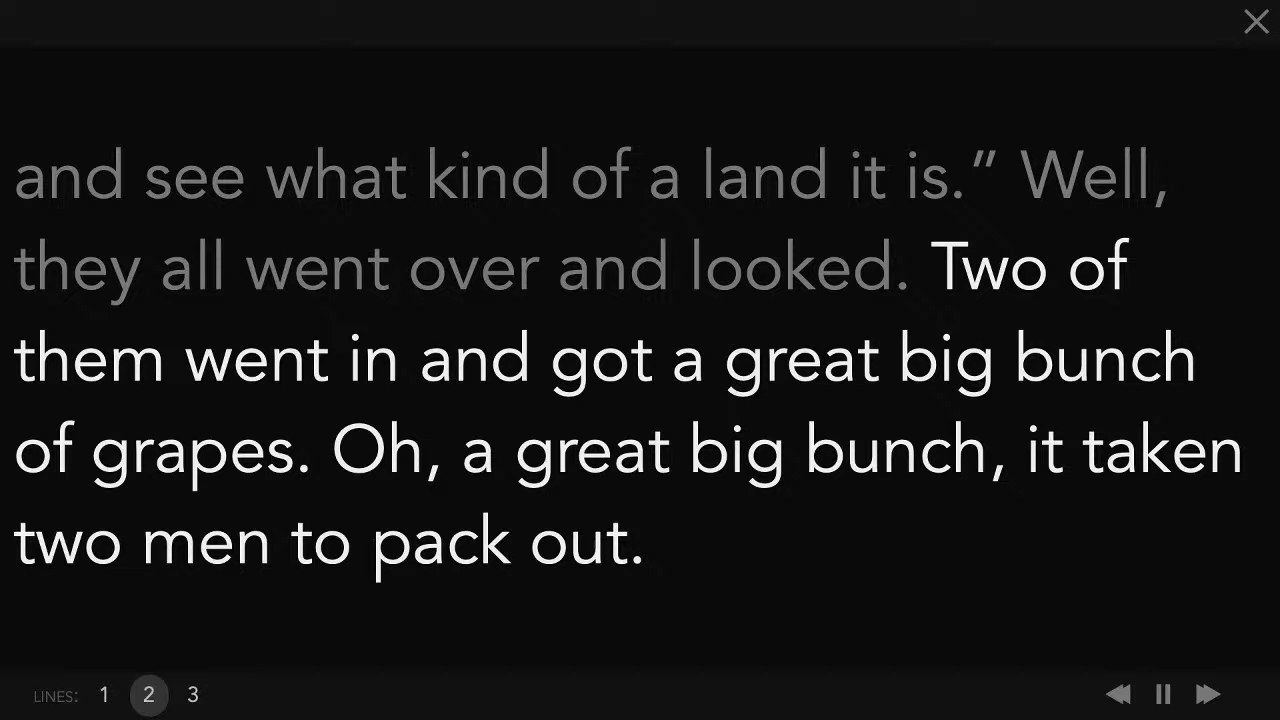 and see what kind of a land it is.” Well,
they all went over and looked. Two of
them went in and got a great big bunch
of grapes. Oh, a great big bunch, it taken
two men to pack out.
LINES: 1 2 3